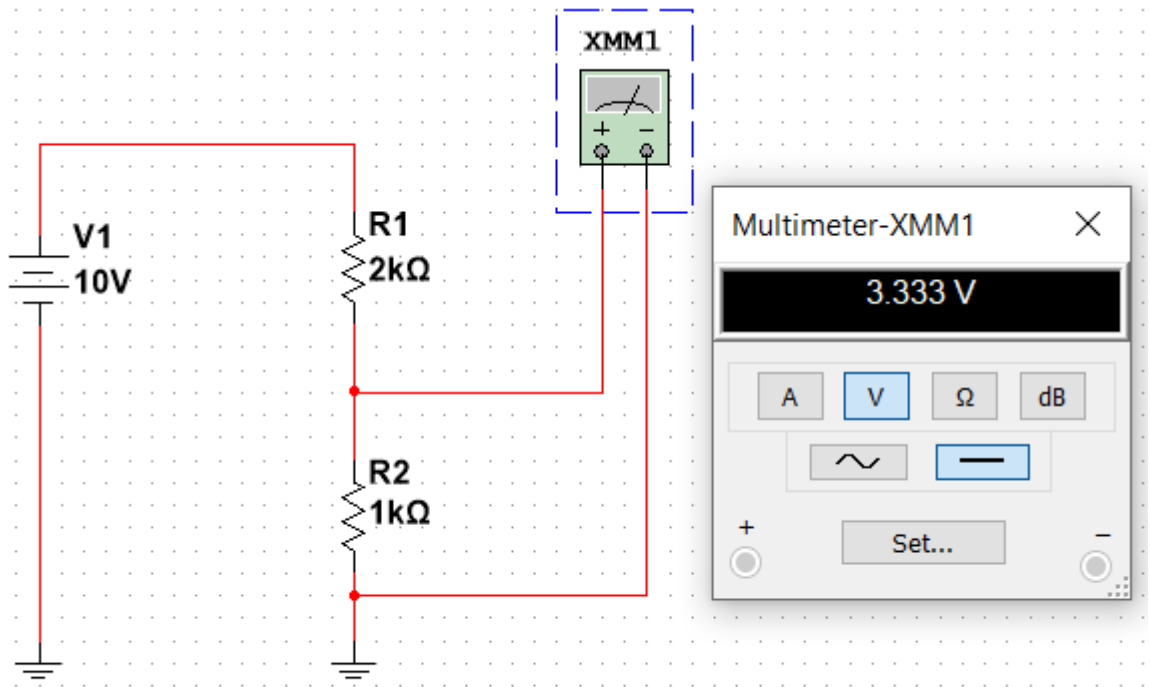 XMM1
+ −
V1
10V
R1
2kΩ
R2
1kΩ
Multimeter-XMM1 ×
3.333 V
A V Ω dB
+ −
Set...